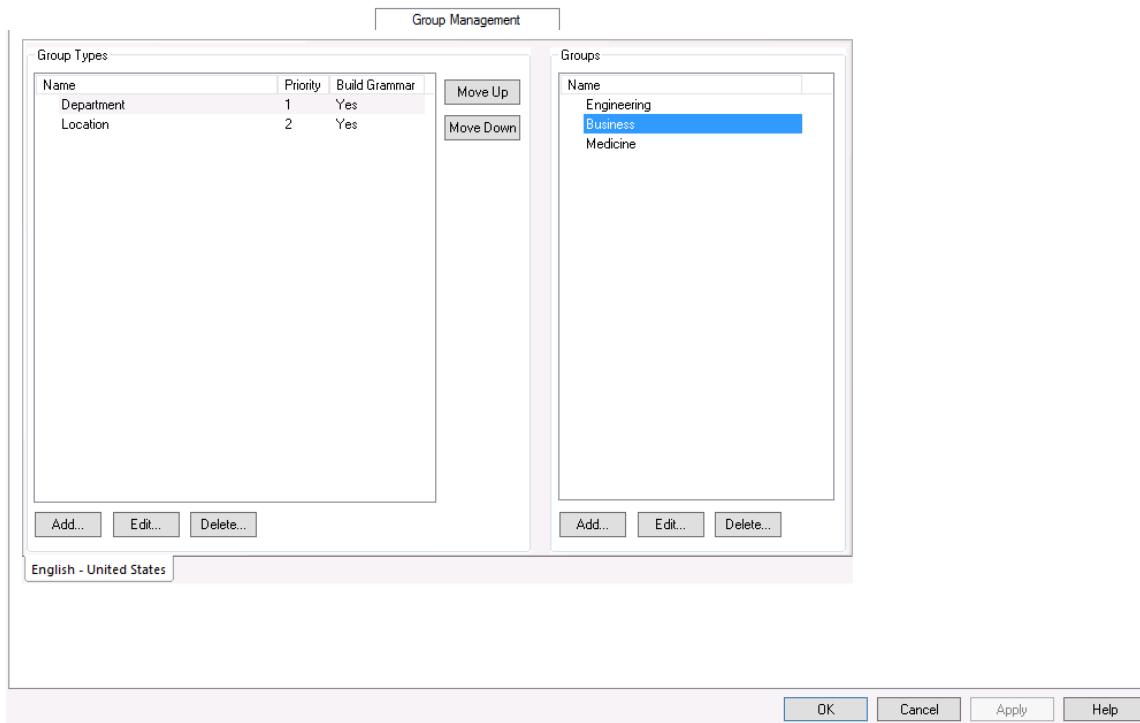 Group Management
Group Types
Name Priority Build Grammar
Department 1 Yes
Location 2 Yes
Move Up
Move Down
Add... Edit... Delete...
Groups
Name
Engineering
Business
Medicine
Add... Edit... Delete...
English - United States
OK Cancel Apply Help